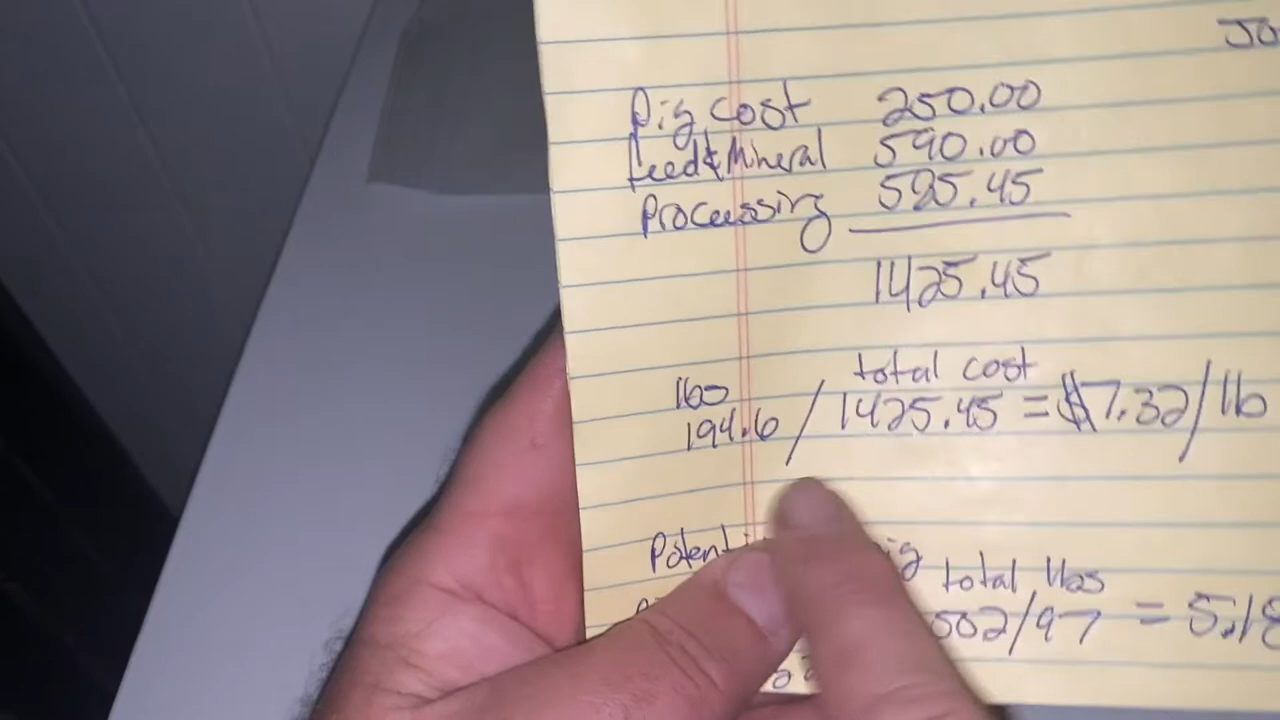 JO
Pig cost 250.00
feed & Mineral 590.00
Processing 585.45
1425.45
lbs total cost
194.6 / 1425.45 = $7.32/lb
total lbs
502/97 = 5.18